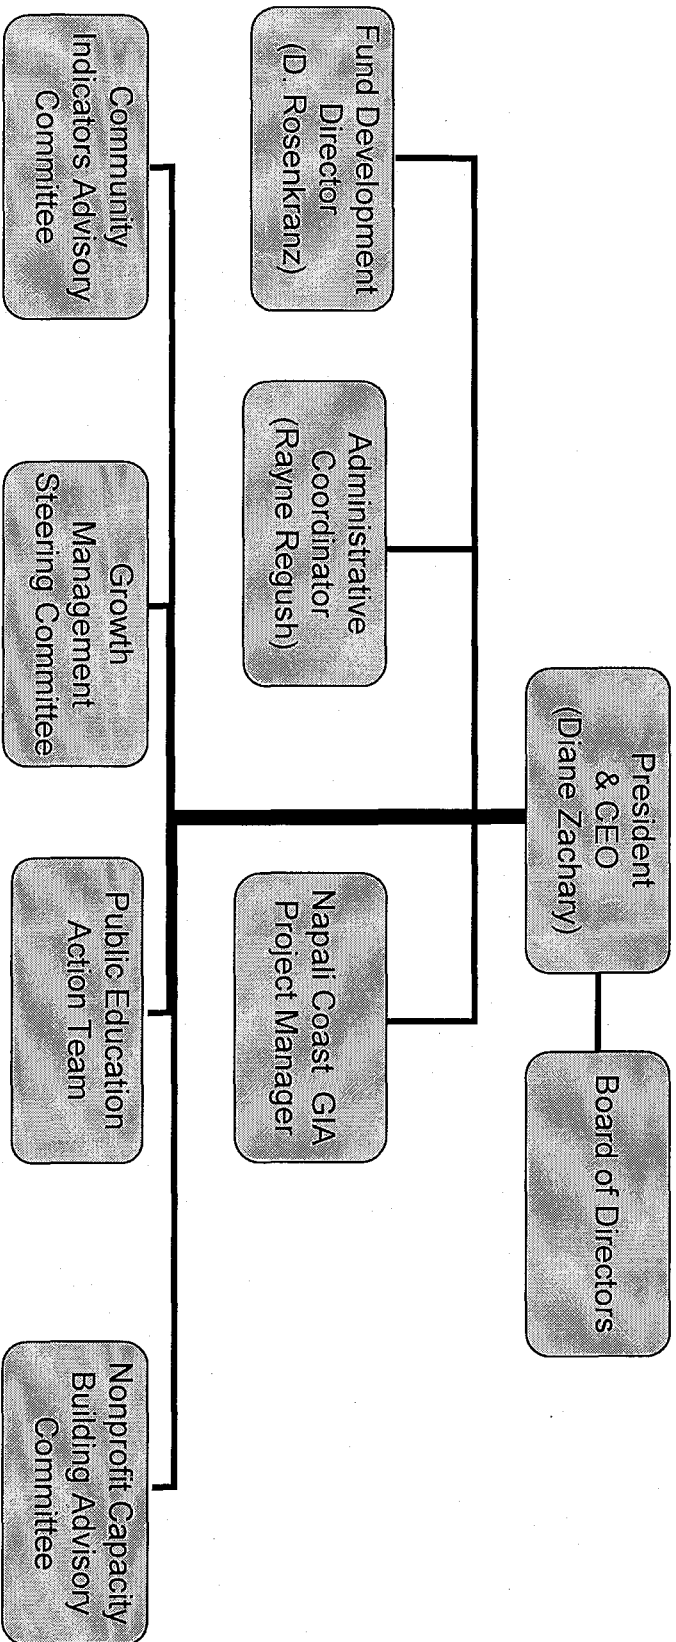 President
& CEO
(Diane Zachary)
Board of Directors
Fund Development
Director
(D. Rosenkranz)
Administrative
Coordinator
(Rayne Regush)
Napali Coast GIA
Project Manager
Community
Indicators Advisory
Committee
Growth
Management
Steering Committee
Public Education
Action Team
Nonprofit Capacity
Building Advisory
Committee